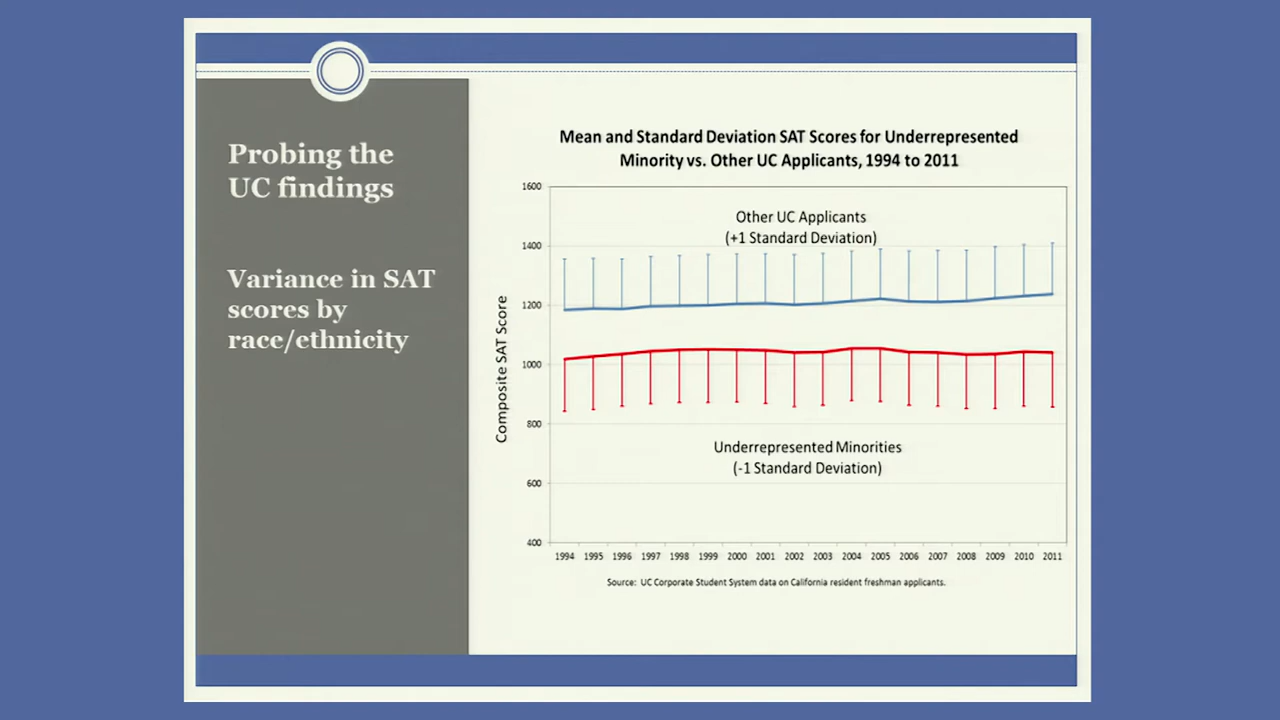 Probing the
UC findings
Variance in SAT
scores by
race/ethnicity
Mean and Standard Deviation SAT Scores for Underrepresented
Minority vs. Other UC Applicants, 1994 to 2011
1600
1400
1200
1000
800
600
400
Composite SAT Score
Other UC Applicants
(+1 Standard Deviation)
Underrepresented Minorities
(-1 Standard Deviation)
1994 1995 1996 1997 1998 1999 2000 2001 2002 2003 2004 2005 2006 2007 2008 2009 2010 2011
Source: UC Corporate Student System data on California resident freshman applicants.